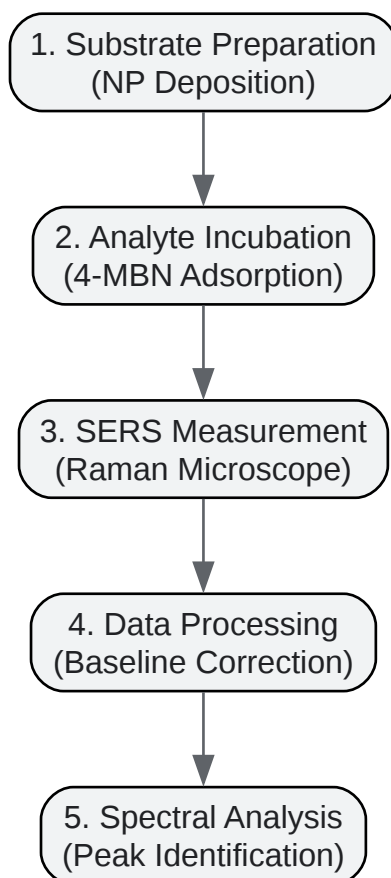 1. Substrate Preparation
(NP Deposition)
2. Analyte Incubation
(4-MBN Adsorption)
3. SERS Measurement
(Raman Microscope)
4. Data Processing
(Baseline Correction)
5. Spectral Analysis
(Peak Identification)